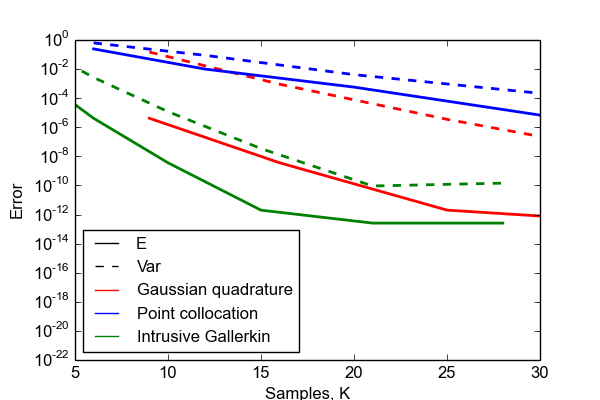 10^0
10^-2
10^-4
10^-6
10^-8
10^-10
10^-12
10^-14
10^-16
10^-18
10^-20
10^-22
Error
E
Var
Gaussian quadrature
Point collocation
Intrusive Gallerkin
5 10 15 20 25 30
Samples, K